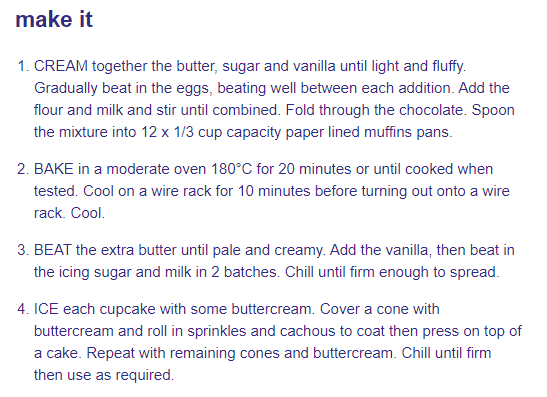 make it
1. CREAM together the butter, sugar and vanilla until light and fluffy.
Gradually beat in the eggs, beating well between each addition. Add the
flour and milk and stir until combined. Fold through the chocolate. Spoon
the mixture into 12 x 1/3 cup capacity paper lined muffins pans.
2. BAKE in a moderate oven 180°C for 20 minutes or until cooked when
tested. Cool on a wire rack for 10 minutes before turning out onto a wire
rack. Cool.
3. BEAT the extra butter until pale and creamy. Add the vanilla, then beat in
the icing sugar and milk in 2 batches. Chill until firm enough to spread.
4. ICE each cupcake with some buttercream. Cover a cone with
buttercream and roll in sprinkles and cachous to coat then press on top of
a cake. Repeat with remaining cones and buttercream. Chill until firm
then use as required.